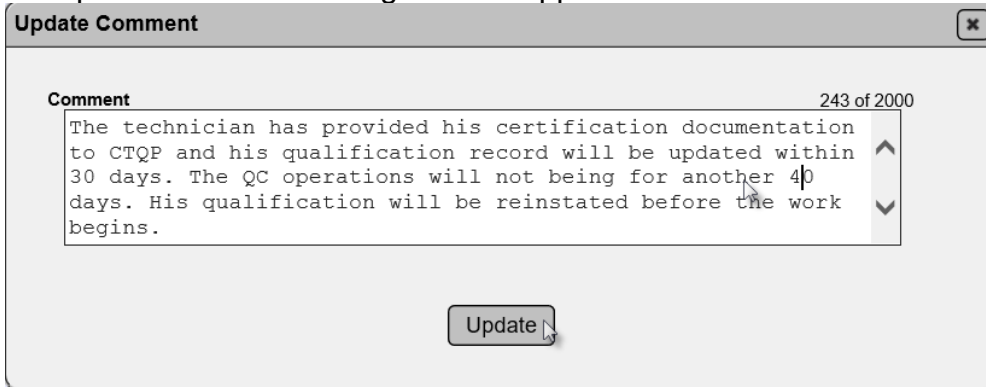 Update Comment
Comment
243 of 2000
The technician has provided his certification documentation
to CTQP and his qualification record will be updated within
30 days. The QC operations will not being for another 40
days. His qualification will be reinstated before the work
begins.
Update